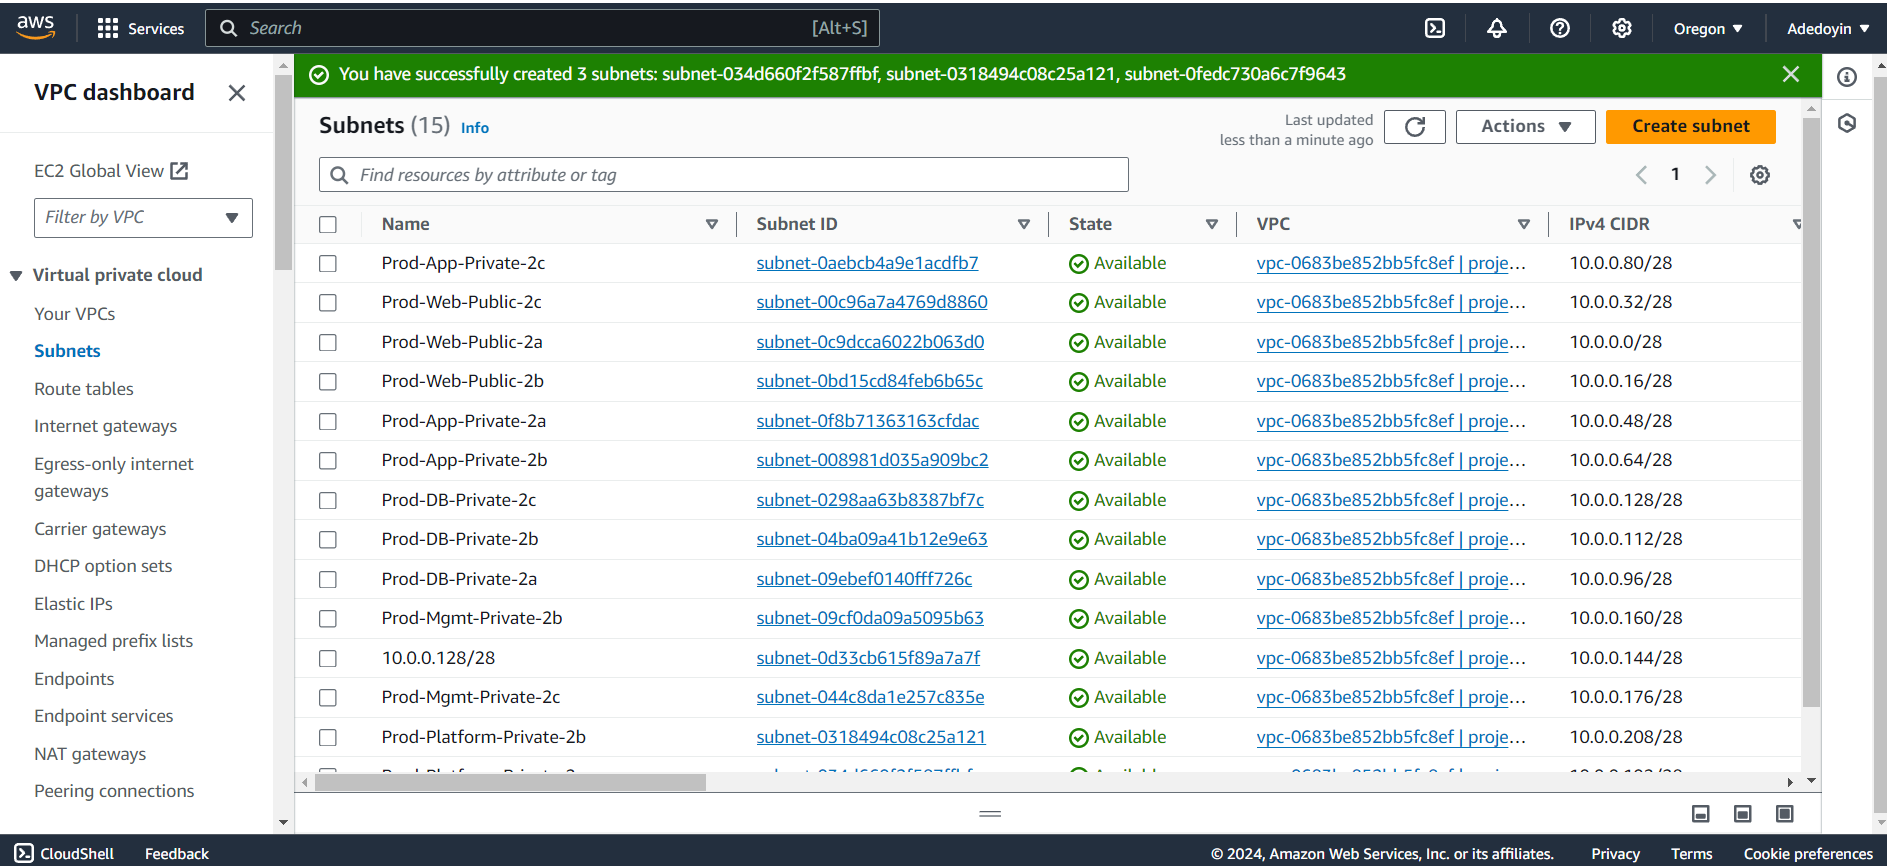 aws
Services
Search
[Alt+S]
Oregon
Adedoyin
VPC dashboard
EC2 Global View
Filter by VPC
Virtual private cloud
Your VPCs
Subnets
Route tables
Internet gateways
Egress-only internet
gateways
Carrier gateways
DHCP option sets
Elastic IPs
Managed prefix lists
Endpoints
Endpoint services
NAT gateways
Peering connections
You have successfully created 3 subnets: subnet-034d660f2f587ffbf, subnet-0318494c08c25a121, subnet-0fedc730a6c7f9643
Subnets (15) Info
Last updated
less than a minute ago
Actions
Create subnet
Find resources by attribute or tag
1
Name Subnet ID State VPC IPv4 CIDR
Prod-App-Private-2c subnet-0aebcb4a9e1acdfb7 Available vpc-0683be852bb5fc8ef | proje... 10.0.0.80/28
Prod-Web-Public-2c subnet-00c96a7a4769d8860 Available vpc-0683be852bb5fc8ef | proje... 10.0.0.32/28
Prod-Web-Public-2a subnet-0c9dcca6022b063d0 Available vpc-0683be852bb5fc8ef | proje... 10.0.0.0/28
Prod-Web-Public-2b subnet-0bd15cd84feb6b65c Available vpc-0683be852bb5fc8ef | proje... 10.0.0.16/28
Prod-App-Private-2a subnet-0f8b71363163cfdac Available vpc-0683be852bb5fc8ef | proje... 10.0.0.48/28
Prod-App-Private-2b subnet-008981d035a909bc2 Available vpc-0683be852bb5fc8ef | proje... 10.0.0.64/28
Prod-DB-Private-2c subnet-0298aa63b8387bf7c Available vpc-0683be852bb5fc8ef | proje... 10.0.0.128/28
Prod-DB-Private-2b subnet-04ba09a41b12e9e63 Available vpc-0683be852bb5fc8ef | proje... 10.0.0.112/28
Prod-DB-Private-2a subnet-09ebef0140fff726c Available vpc-0683be852bb5fc8ef | proje... 10.0.0.96/28
Prod-Mgmt-Private-2b subnet-09cf0da09a5095b63 Available vpc-0683be852bb5fc8ef | proje... 10.0.0.160/28
10.0.0.128/28 subnet-0d33cb615f89a7a7f Available vpc-0683be852bb5fc8ef | proje... 10.0.0.144/28
Prod-Mgmt-Private-2c subnet-044c8da1e257c835e Available vpc-0683be852bb5fc8ef | proje... 10.0.0.176/28
Prod-Platform-Private-2b subnet-0318494c08c25a121 Available vpc-0683be852bb5fc8ef | proje... 10.0.0.208/28
CloudShell
Feedback
© 2024, Amazon Web Services, Inc. or its affiliates.
Privacy
Terms
Cookie preferences